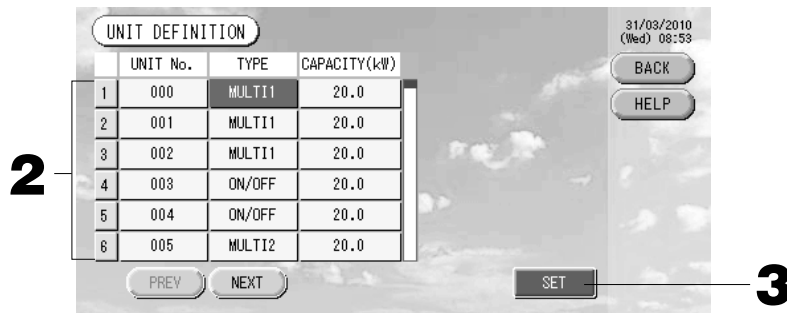 UNIT DEFINITION
31/03/2010
(Wed) 08:53
BACK
HELP
UNIT No. TYPE CAPACITY(kW)
1 000 MULTI1 20.0
2 001 MULTI1 20.0
3 002 MULTI1 20.0
4 003 ON/OFF 20.0
5 004 ON/OFF 20.0
6 005 MULTI2 20.0
2
PREV NEXT SET
3